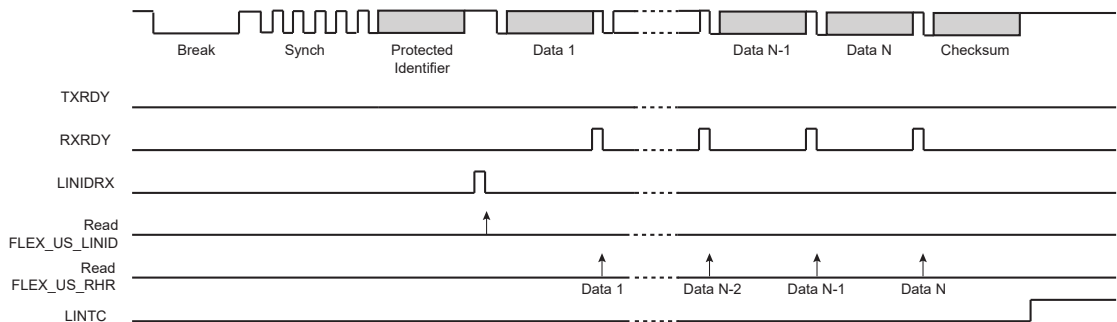 Break
Synch
Protected
Identifier
Data 1
Data N-1
Data N
Checksum
TXRDY
RXRDY
LINIDRX
Read
FLEX_US_LINID
Read
FLEX_US_RHR
Data 1
Data N-2
Data N-1
Data N
LINTC